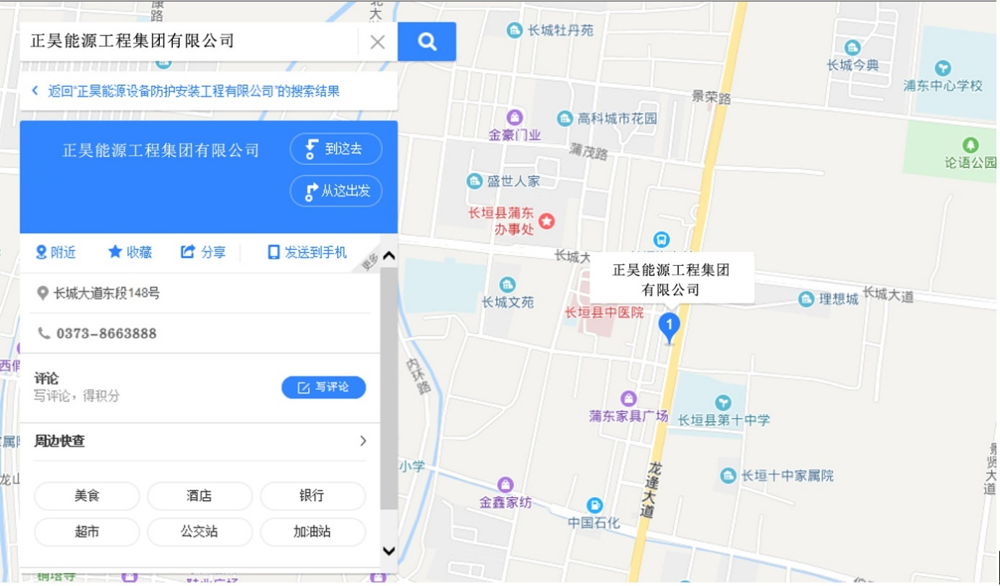 康
路
北
大
正昊能源工程集团有限公司
返回“正昊能源设备防护安装工程有限公司”的搜索结果
正昊能源工程集团有限公司
到这去
从这出发
附近
收藏
分享
发送到手机
更多
长城大道东段148号
0373-8663888
评论
写评论，得积分
写评论
周边快查
美食
酒店
银行
超市
公交站
加油站
长城牡丹苑
长城今典
浦东中心学校
景荣路
高科城市花园
金豪门业
蒲茂路
论语公园
盛世人家
长垣县蒲东
办事处
长城大
正昊能源工程集团
有限公司
1
长城文苑
长垣县中医院
理想城
长城大道
内环路
蒲东家具广场
长垣县第十中学
小学
龙逢大道
长垣十中家属院
金鑫家纺
中国石化
景贤大道
龙山
铜塔寺
鞋业广场